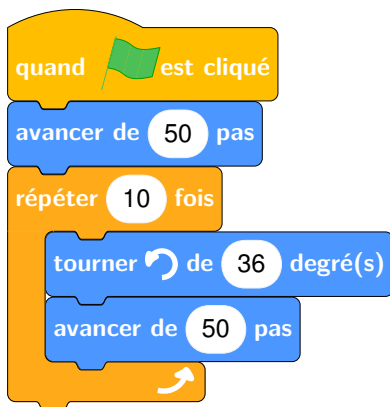 quand est cliqué
avancer de 50 pas
répéter 10 fois
tourner de 36 degré(s)
avancer de 50 pas